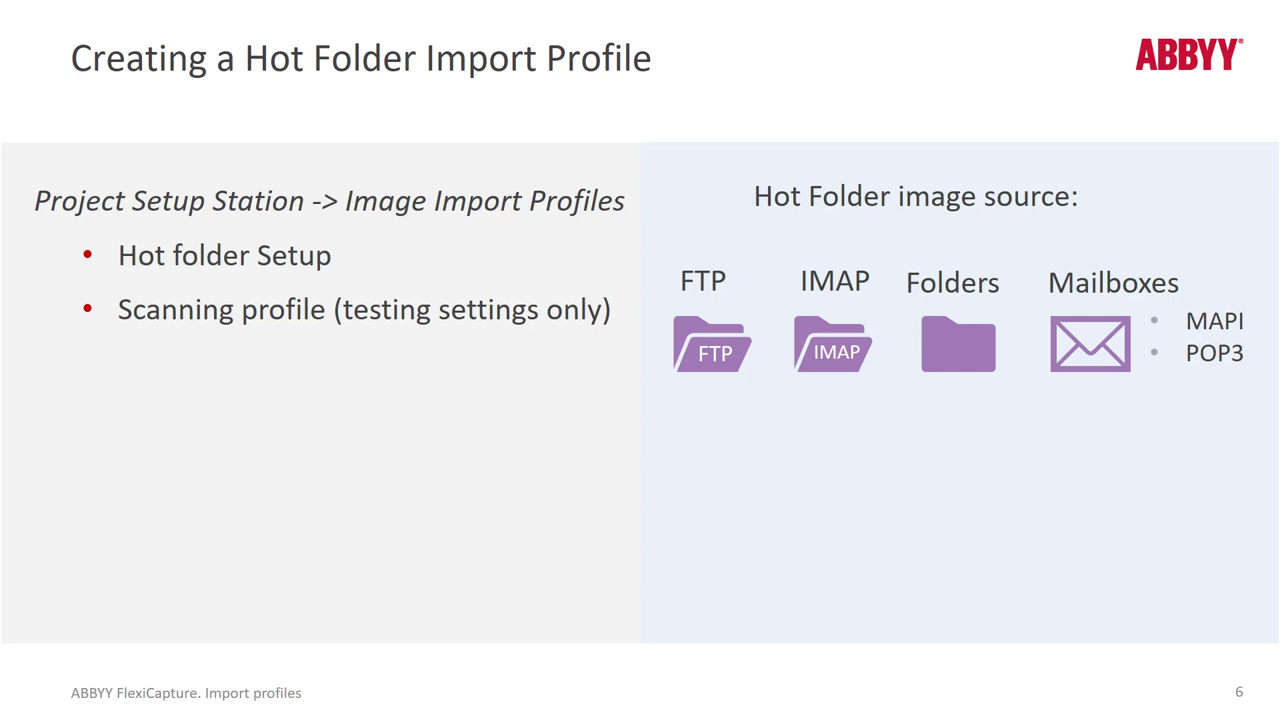 Creating a Hot Folder Import Profile
ABBYY®
Project Setup Station -> Image Import Profiles
• Hot folder Setup
• Scanning profile (testing settings only)
Hot Folder image source:
FTP
IMAP
Folders
Mailboxes
FTP
IMAP
• MAPI
• POP3
ABBYY FlexiCapture. Import profiles
6